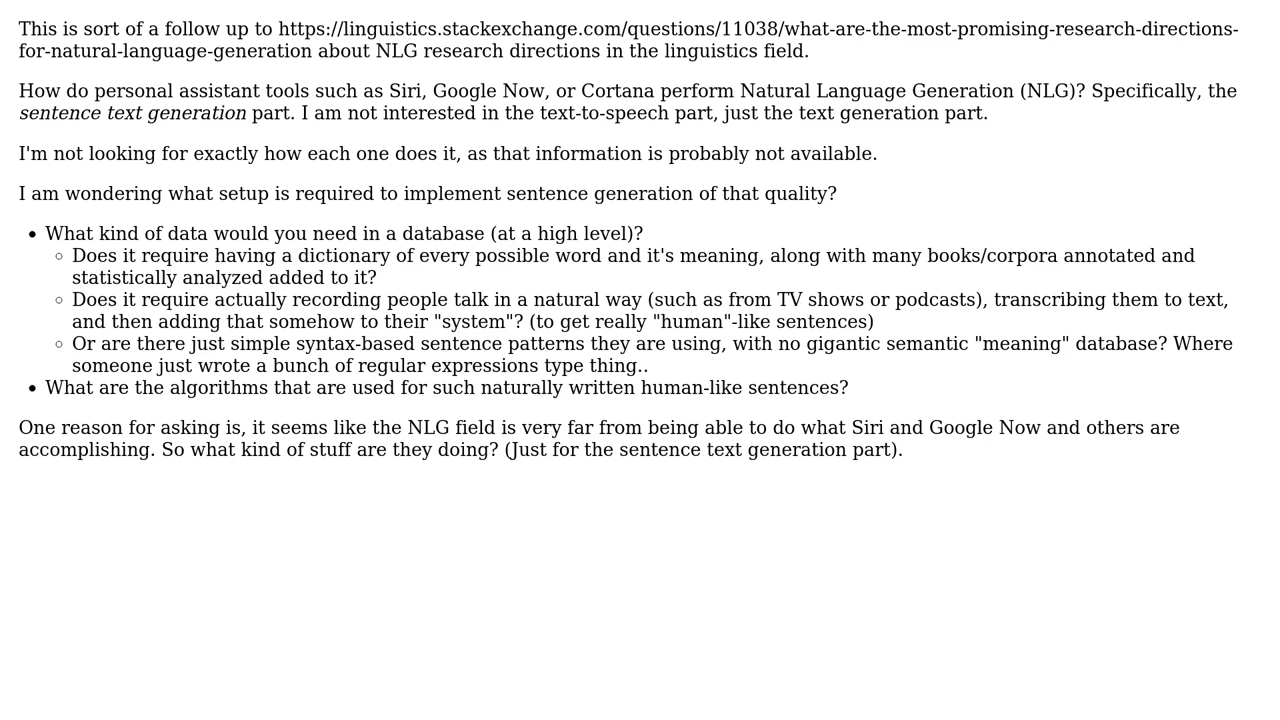 This is sort of a follow up to https://linguistics.stackexchange.com/questions/11038/what-are-the-most-promising-research-directions-
for-natural-language-generation about NLG research directions in the linguistics field.
How do personal assistant tools such as Siri, Google Now, or Cortana perform Natural Language Generation (NLG)? Specifically, the
sentence text generation part. I am not interested in the text-to-speech part, just the text generation part.
I'm not looking for exactly how each one does it, as that information is probably not available.
I am wondering what setup is required to implement sentence generation of that quality?
• What kind of data would you need in a database (at a high level)?
◦ Does it require having a dictionary of every possible word and it's meaning, along with many books/corpora annotated and
statistically analyzed added to it?
◦ Does it require actually recording people talk in a natural way (such as from TV shows or podcasts), transcribing them to text,
and then adding that somehow to their "system"? (to get really "human"-like sentences)
◦ Or are there just simple syntax-based sentence patterns they are using, with no gigantic semantic "meaning" database? Where
someone just wrote a bunch of regular expressions type thing..
• What are the algorithms that are used for such naturally written human-like sentences?
One reason for asking is, it seems like the NLG field is very far from being able to do what Siri and Google Now and others are
accomplishing. So what kind of stuff are they doing? (Just for the sentence text generation part).